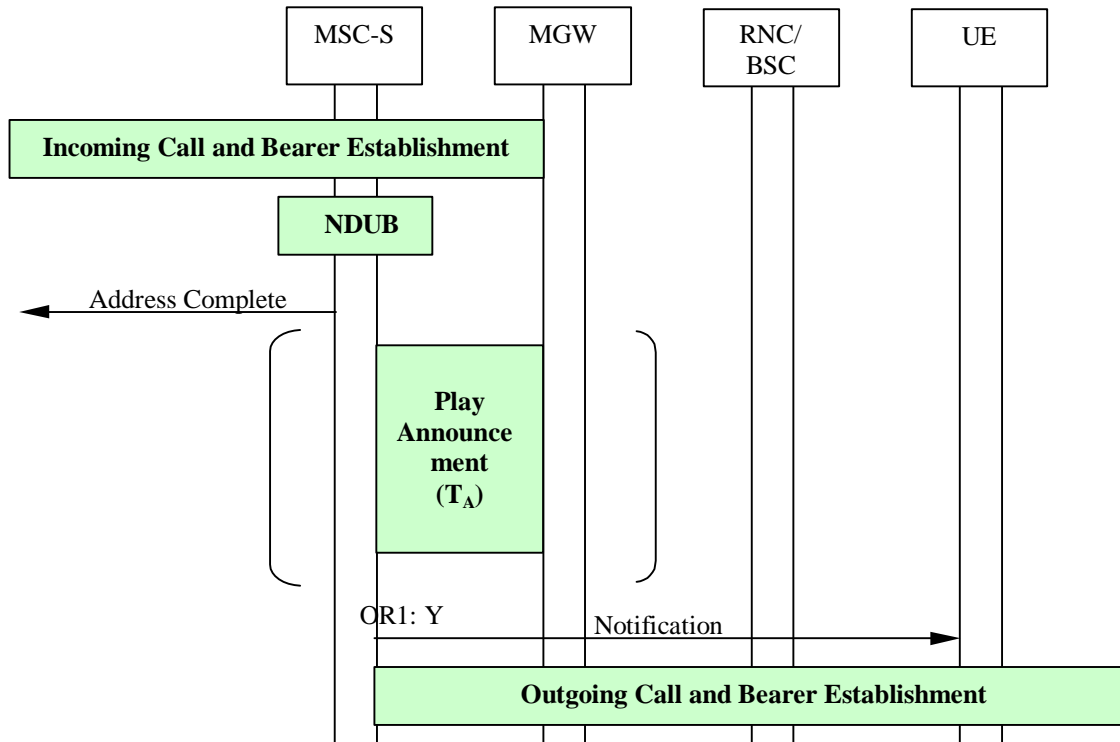 MSC-S
MGW
RNC/
BSC
UE
Incoming Call and Bearer Establishment
NDUB
Address Complete
Play
Announce
ment
(TA)
OR1: Y
Notification
Outgoing Call and Bearer Establishment